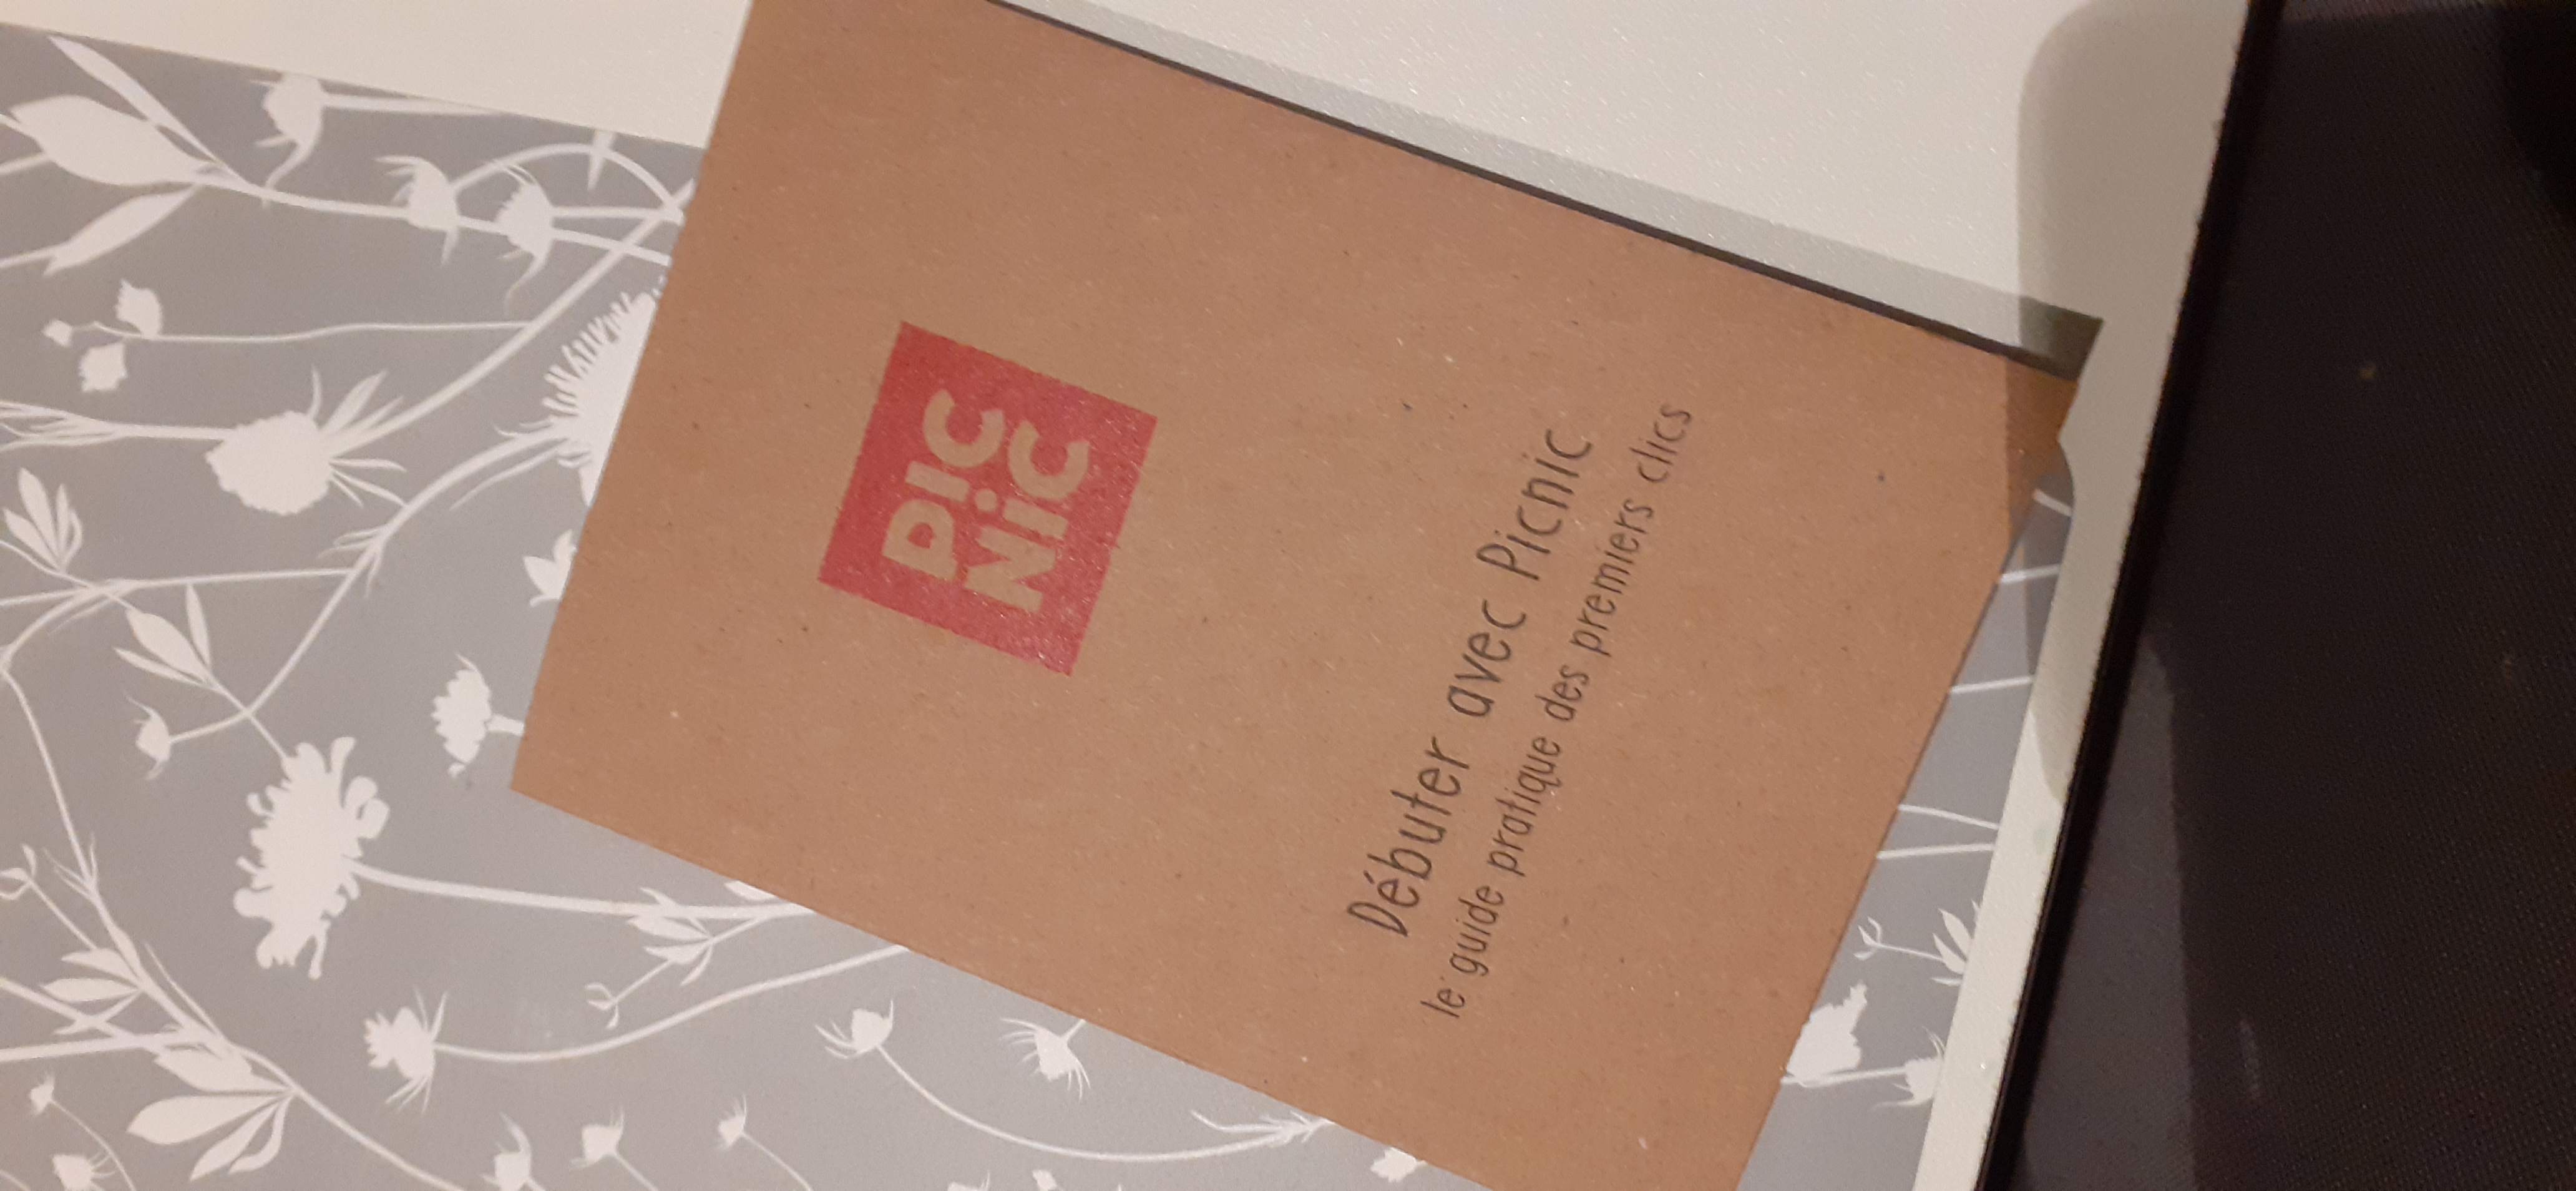 PIC
NiC
Débuter avec Picnic
le guide pratique des premiers clics